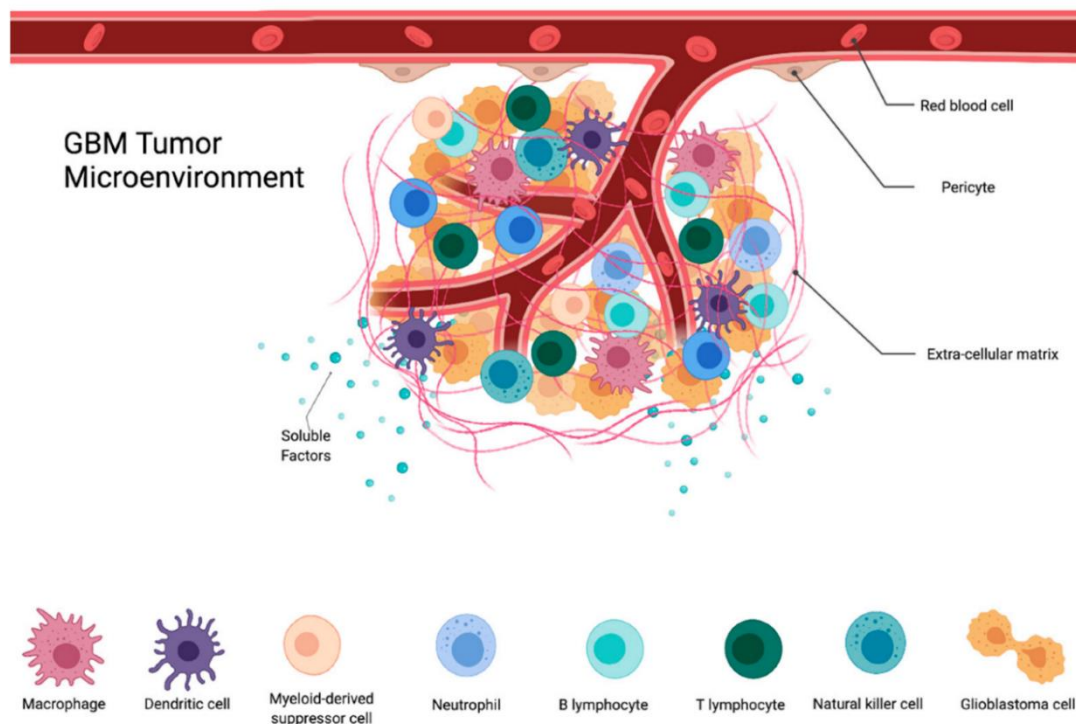 GBM Tumor
Microenvironment
Red blood cell
Pericyte
Extra-cellular matrix
Soluble
Factors
Macrophage
Dendritic cell
Myeloid-derived
suppressor cell
Neutrophil
B lymphocyte
T lymphocyte
Natural killer cell
Glioblastoma cell